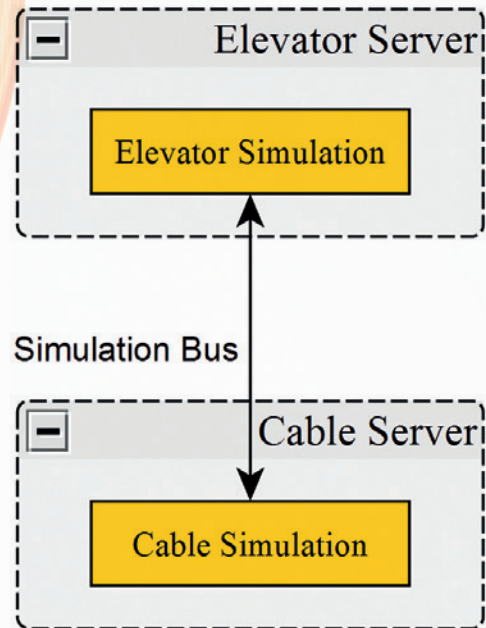 Elevator Server
Elevator Simulation
Simulation Bus
Cable Server
Cable Simulation